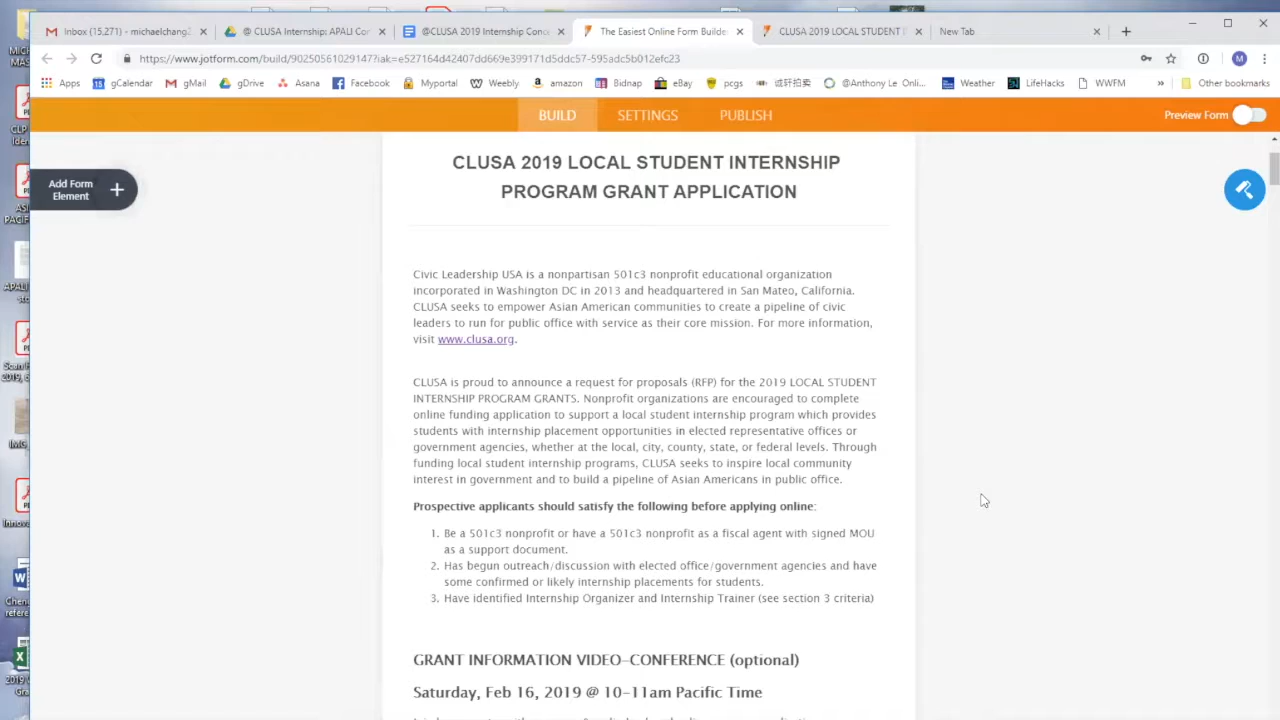 Inbox (15,271) - michaelchang2
@ CLUSA Internship: APALI Cor
@CLUSA 2019 Internship Conc
The Easiest Online Form Builde
CLUSA 2019 LOCAL STUDENT I
New Tab
https://www.jotform.com/build/90250561029147?iak=e527164d42407dd669e399171d5ddc57-595adc5b012efc23
M
Apps
gCalendar
gMail
gDrive
Asana
Facebook
Myportal
Weebly
amazon
Bidnap
eBay
pcgs
诚轩拍卖
@Anthony Le Onli...
Weather
LifeHacks
WWFM
»
Other bookmarks
BUILD
SETTINGS
PUBLISH
Preview Form
Add Form
Element
CLUSA 2019 LOCAL STUDENT INTERNSHIP
PROGRAM GRANT APPLICATION
Civic Leadership USA is a nonpartisan 501c3 nonprofit educational organization
incorporated in Washington DC in 2013 and headquartered in San Mateo, California.
CLUSA seeks to empower Asian American communities to create a pipeline of civic
leaders to run for public office with service as their core mission. For more information,
visit www.clusa.org.
CLUSA is proud to announce a request for proposals (RFP) for the 2019 LOCAL STUDENT
INTERNSHIP PROGRAM GRANTS. Nonprofit organizations are encouraged to complete
online funding application to support a local student internship program which provides
students with internship placement opportunities in elected representative offices or
government agencies, whether at the local, city, county, state, or federal levels. Through
funding local student internship programs, CLUSA seeks to inspire local community
interest in government and to build a pipeline of Asian Americans in public office.
Prospective applicants should satisfy the following before applying online:
1. Be a 501c3 nonprofit or have a 501c3 nonprofit as a fiscal agent with signed MOU
as a support document.
2. Has begun outreach/discussion with elected office/government agencies and have
some confirmed or likely internship placements for students.
3. Have identified Internship Organizer and Internship Trainer (see section 3 criteria)
GRANT INFORMATION VIDEO-CONFERENCE (optional)
Saturday, Feb 16, 2019 @ 10-11am Pacific Time